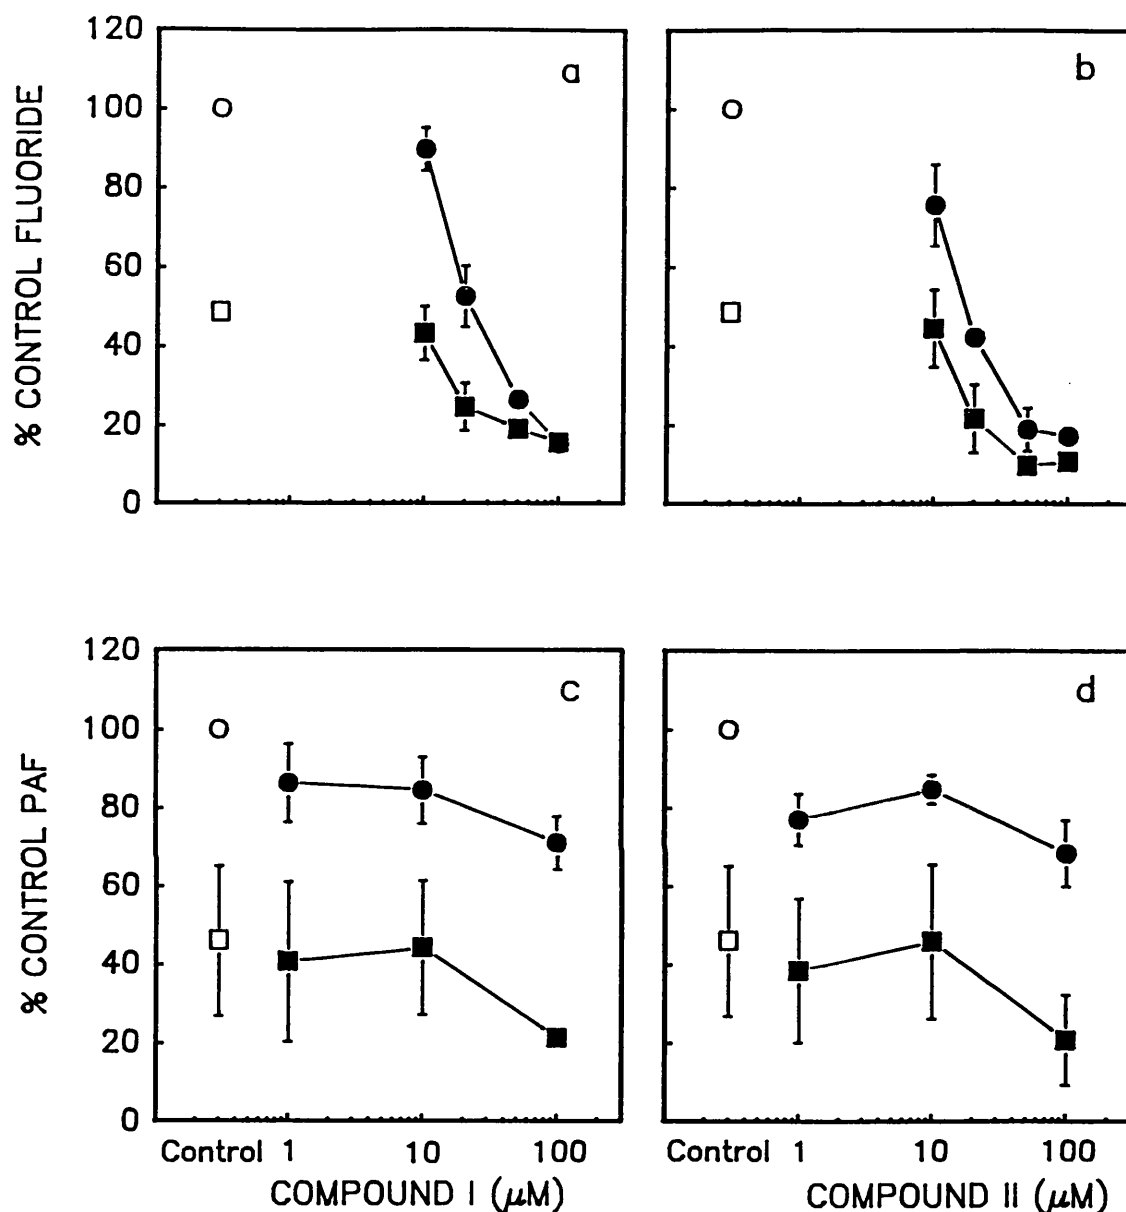 % CONTROL FLUORIDE
120
100
80
60
40
20
0
a
b
% CONTROL PAF
120
100
80
60
40
20
0
c
d
Control 1 10 100
COMPOUND I (μM)
Control 1 10 100
COMPOUND II (μM)